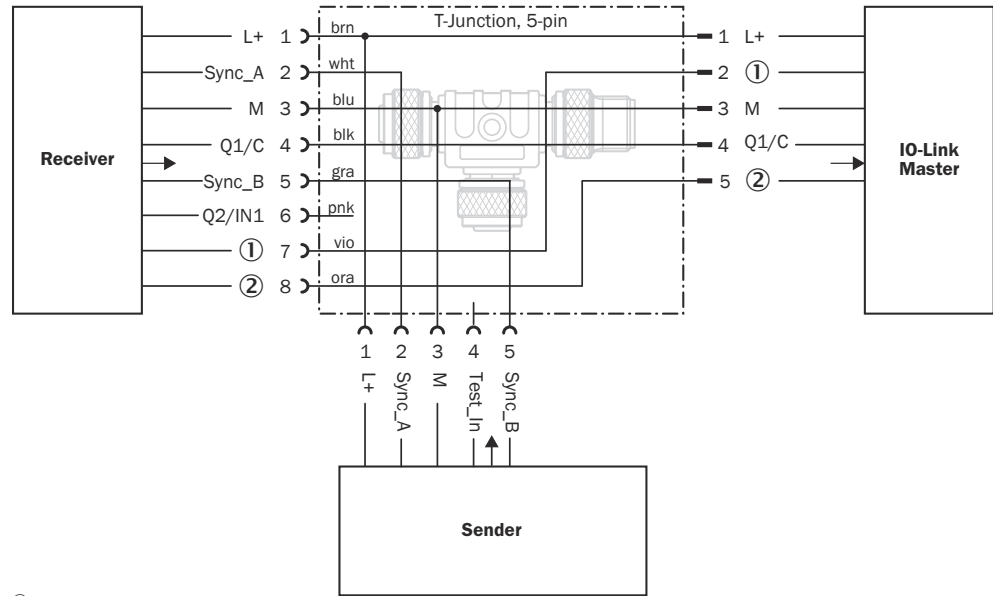 T-Junction, 5-pin
L+ 1 brn 1 L+
Sync_A 2 wht 2 ①
M 3 blu 3 M
Q1/C 4 blk 4 Q1/C
Receiver
IO-Link
Master
Sync_B 5 gra 5 ②
Q2/IN1 6 pnk
① 7 vio
② 8 ora
1 2 3 4 5
L+ Sync_A M Test_In Sync_B
Sender